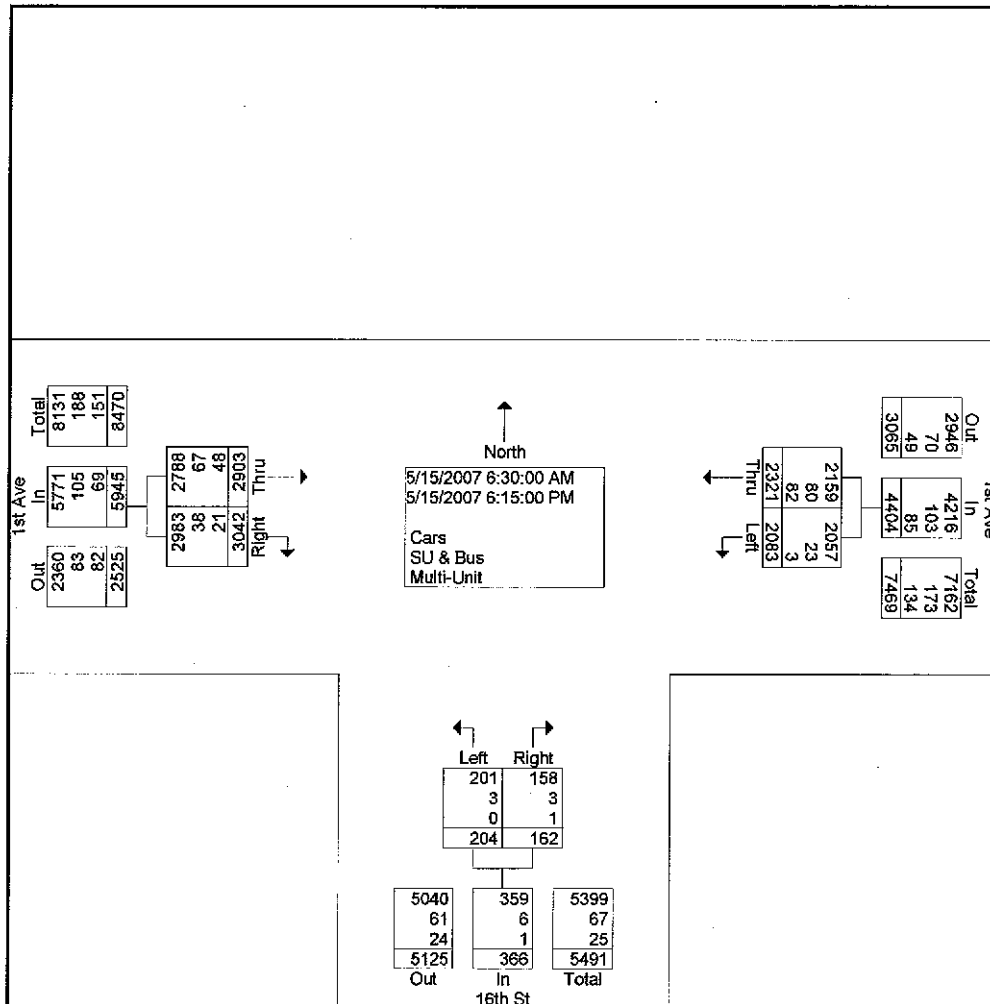 North
5/15/2007 6:30:00 AM
5/15/2007 6:15:00 PM
Cars
SU & Bus
Multi-Unit
1st Ave
Total
8131
188
151
8470
In
5771
105
69
5945
Out
2360
83
82
2525
2788
67
48
2903
Thru
2983
38
21
3042
Right
Thru
2159
80
82
2321
Left
2057
23
3
2083
1st Ave
Out
2946
70
49
3065
In
4216
103
85
4404
Total
7162
173
134
7469
Left Right
201 158
3 3
0 1
204 162
5040 359 5399
61 6 67
24 1 25
5125 366 5491
Out In Total
16th St